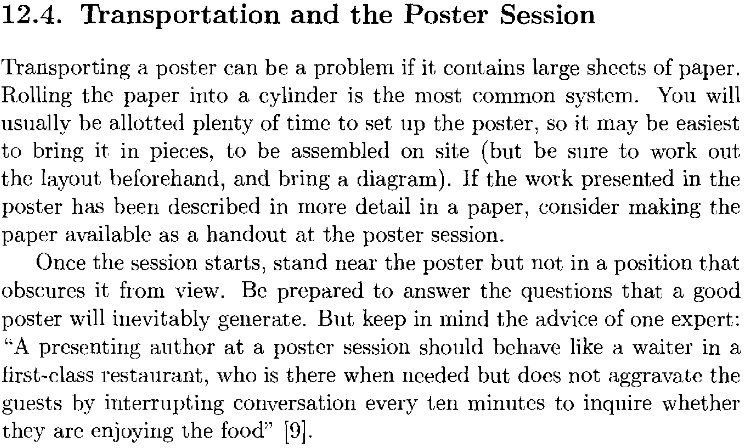 12.4. Transportation and the Poster Session
Transporting a poster can be a problem if it contains large sheets of paper.
Rolling the paper into a cylinder is the most common system. You will
usually be allotted plenty of time to set up the poster, so it may be easiest
to bring it in pieces, to be assembled on site (but be sure to work out
the layout beforehand, and bring a diagram). If the work presented in the
poster has been described in more detail in a paper, consider making the
paper available as a handout at the poster session.
Once the session starts, stand near the poster but not in a position that
obscures it from view. Be prepared to answer the questions that a good
poster will inevitably generate. But keep in mind the advice of one expert:
“A presenting author at a poster session should behave like a waiter in a
first-class restaurant, who is there when needed but does not aggravate the
guests by interrupting conversation every ten minutes to inquire whether
they are enjoying the food” [9].